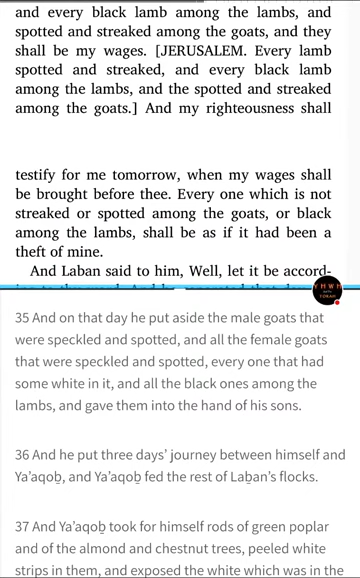 and every black lamb among the lambs, and
spotted and streaked among the goats, and they
shall be my wages. [JERUSALEM. Every lamb
spotted and streaked, and every black lamb
among the lambs, and the spotted and streaked
among the goats.] And my righteousness shall
testify for me tomorrow, when my wages shall
be brought before thee. Every one which is not
streaked or spotted among the goats, or black
among the lambs, shall be as if it had been a
theft of mine.
And Laban said to him, Well, let it be accord-
Y H W H
TORAH
35 And on that day he put aside the male goats that
were speckled and spotted, and all the female goats
that were speckled and spotted, every one that had
some white in it, and all the black ones among the
lambs, and gave them into the hand of his sons.
36 And he put three days’ journey between himself and
Ya’aqoḇ, and Ya’aqoḇ fed the rest of Laḇan’s flocks.
37 And Ya’aqoḇ took for himself rods of green poplar
and of the almond and chestnut trees, peeled white
strips in them, and exposed the white which was in the